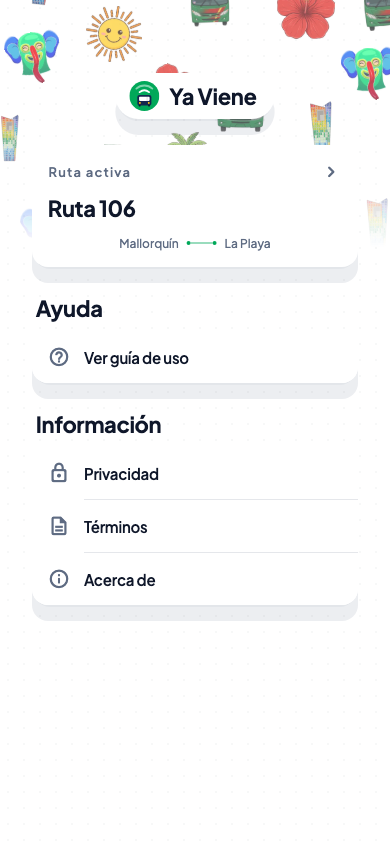 Ya Viene
Ruta activa
Ruta 106
Mallorquín La Playa
Ayuda
Ver guía de uso
Información
Privacidad
Términos
Acerca de